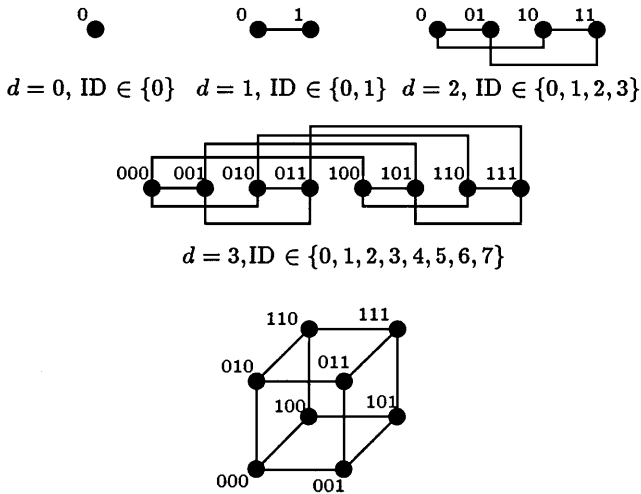 0 0 1 0 01 10 11
d = 0, ID ∈ {0} d = 1, ID ∈ {0, 1} d = 2, ID ∈ {0, 1, 2, 3}
000 001 010 011 100 101 110 111
d = 3,ID ∈ {0, 1, 2, 3, 4, 5, 6, 7}
110 111
010 011
100 101
000 001